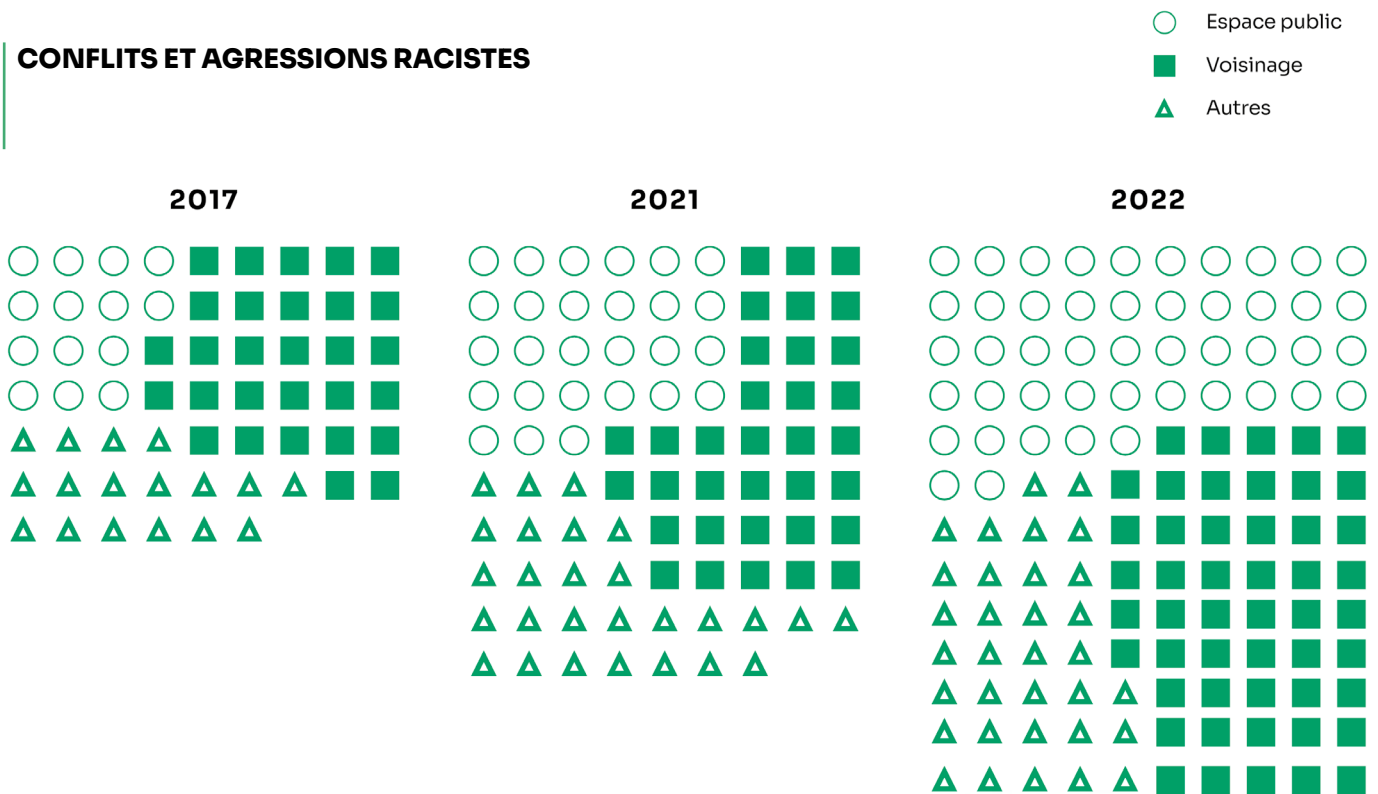 Espace public
CONFLITS ET AGRESSIONS RACISTES
Voisinage
Autres
2017 2021 2022